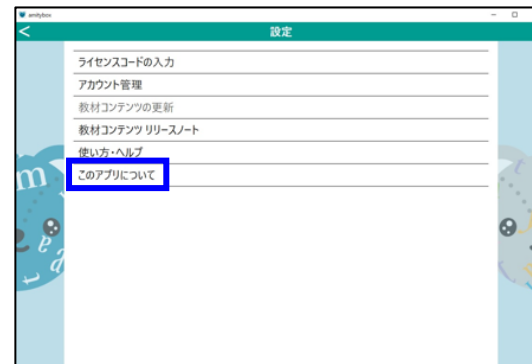 amitybox
< 設定
ライセンスコードの入力
アカウント管理
教材コンテンツの更新
教材コンテンツ リリースノート
使い方・ヘルプ
このアプリについて